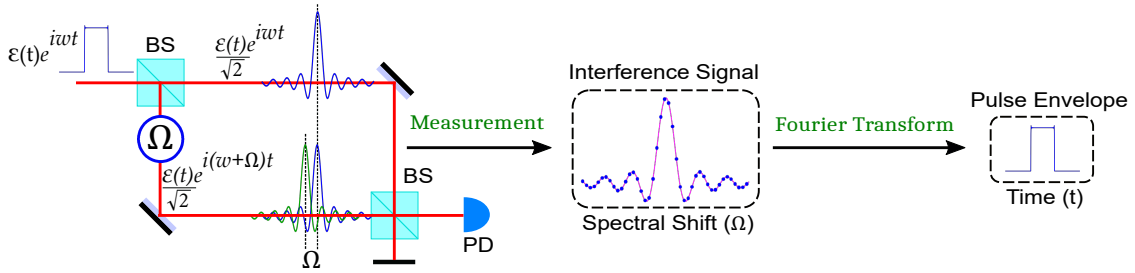 ε(t)e^{iwt}
BS
ε(t)e^{iwt}
√2
Ω
ε(t)e^{i(w+Ω)t}
√2
Ω
BS
PD
Measurement
Interference Signal
Spectral Shift (Ω)
Fourier Transform
Pulse Envelope
Time (t)